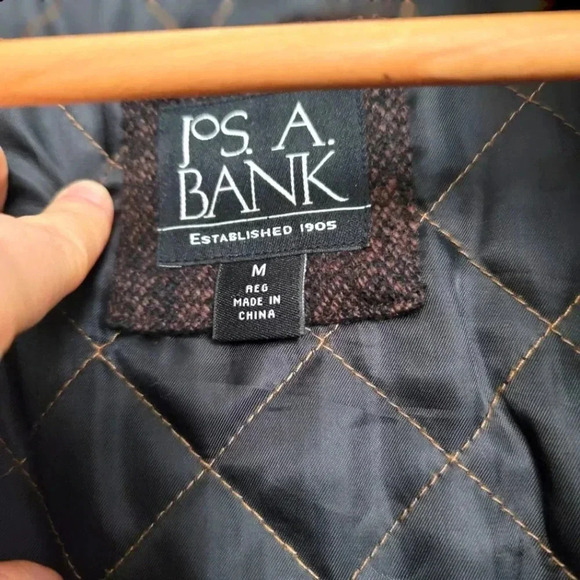 JOS. A.
BANK
ESTABLISHED 1905
M
REG
MADE IN
CHINA